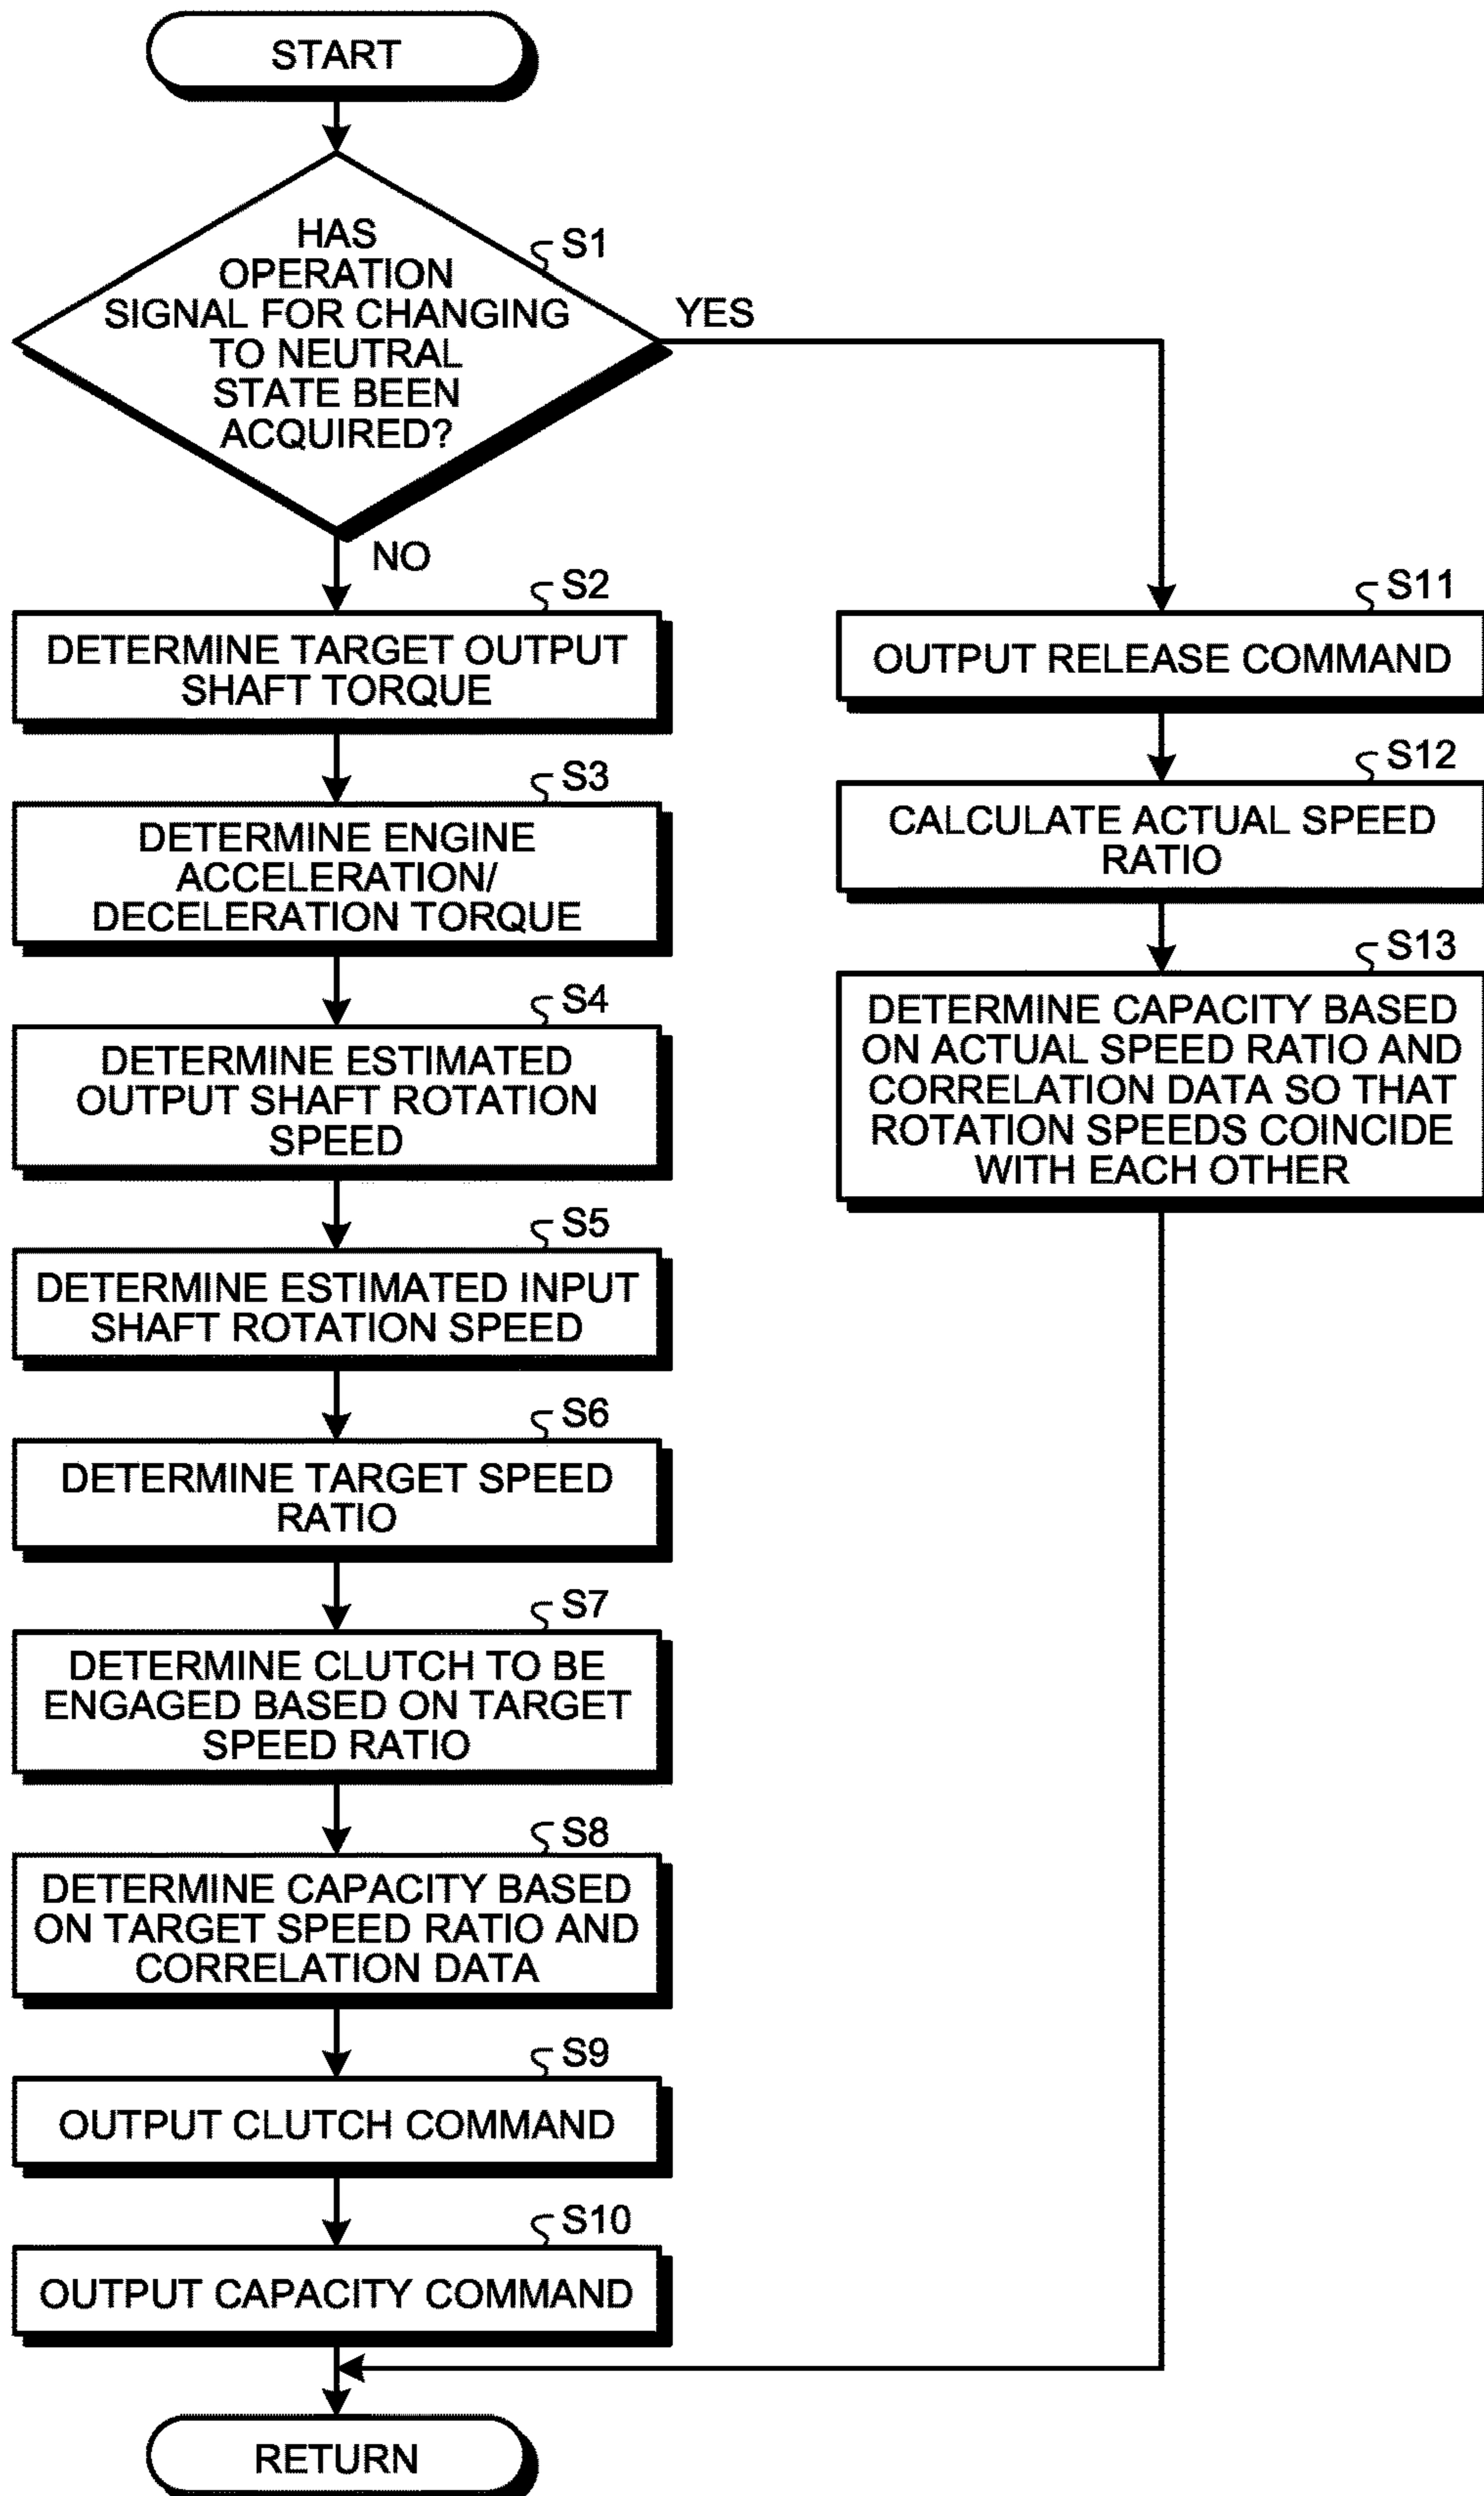 START
HAS
OPERATION
SIGNAL FOR CHANGING
TO NEUTRAL
STATE BEEN
ACQUIRED?
S1
YES
NO
S2
DETERMINE TARGET OUTPUT
SHAFT TORQUE
S3
DETERMINE ENGINE
ACCELERATION/
DECELERATION TORQUE
S4
DETERMINE ESTIMATED
OUTPUT SHAFT ROTATION
SPEED
S5
DETERMINE ESTIMATED INPUT
SHAFT ROTATION SPEED
S6
DETERMINE TARGET SPEED
RATIO
S7
DETERMINE CLUTCH TO BE
ENGAGED BASED ON TARGET
SPEED RATIO
S8
DETERMINE CAPACITY BASED
ON TARGET SPEED RATIO AND
CORRELATION DATA
S9
OUTPUT CLUTCH COMMAND
S10
OUTPUT CAPACITY COMMAND
S11
OUTPUT RELEASE COMMAND
S12
CALCULATE ACTUAL SPEED
RATIO
S13
DETERMINE CAPACITY BASED
ON ACTUAL SPEED RATIO AND
CORRELATION DATA SO THAT
ROTATION SPEEDS COINCIDE
WITH EACH OTHER
RETURN